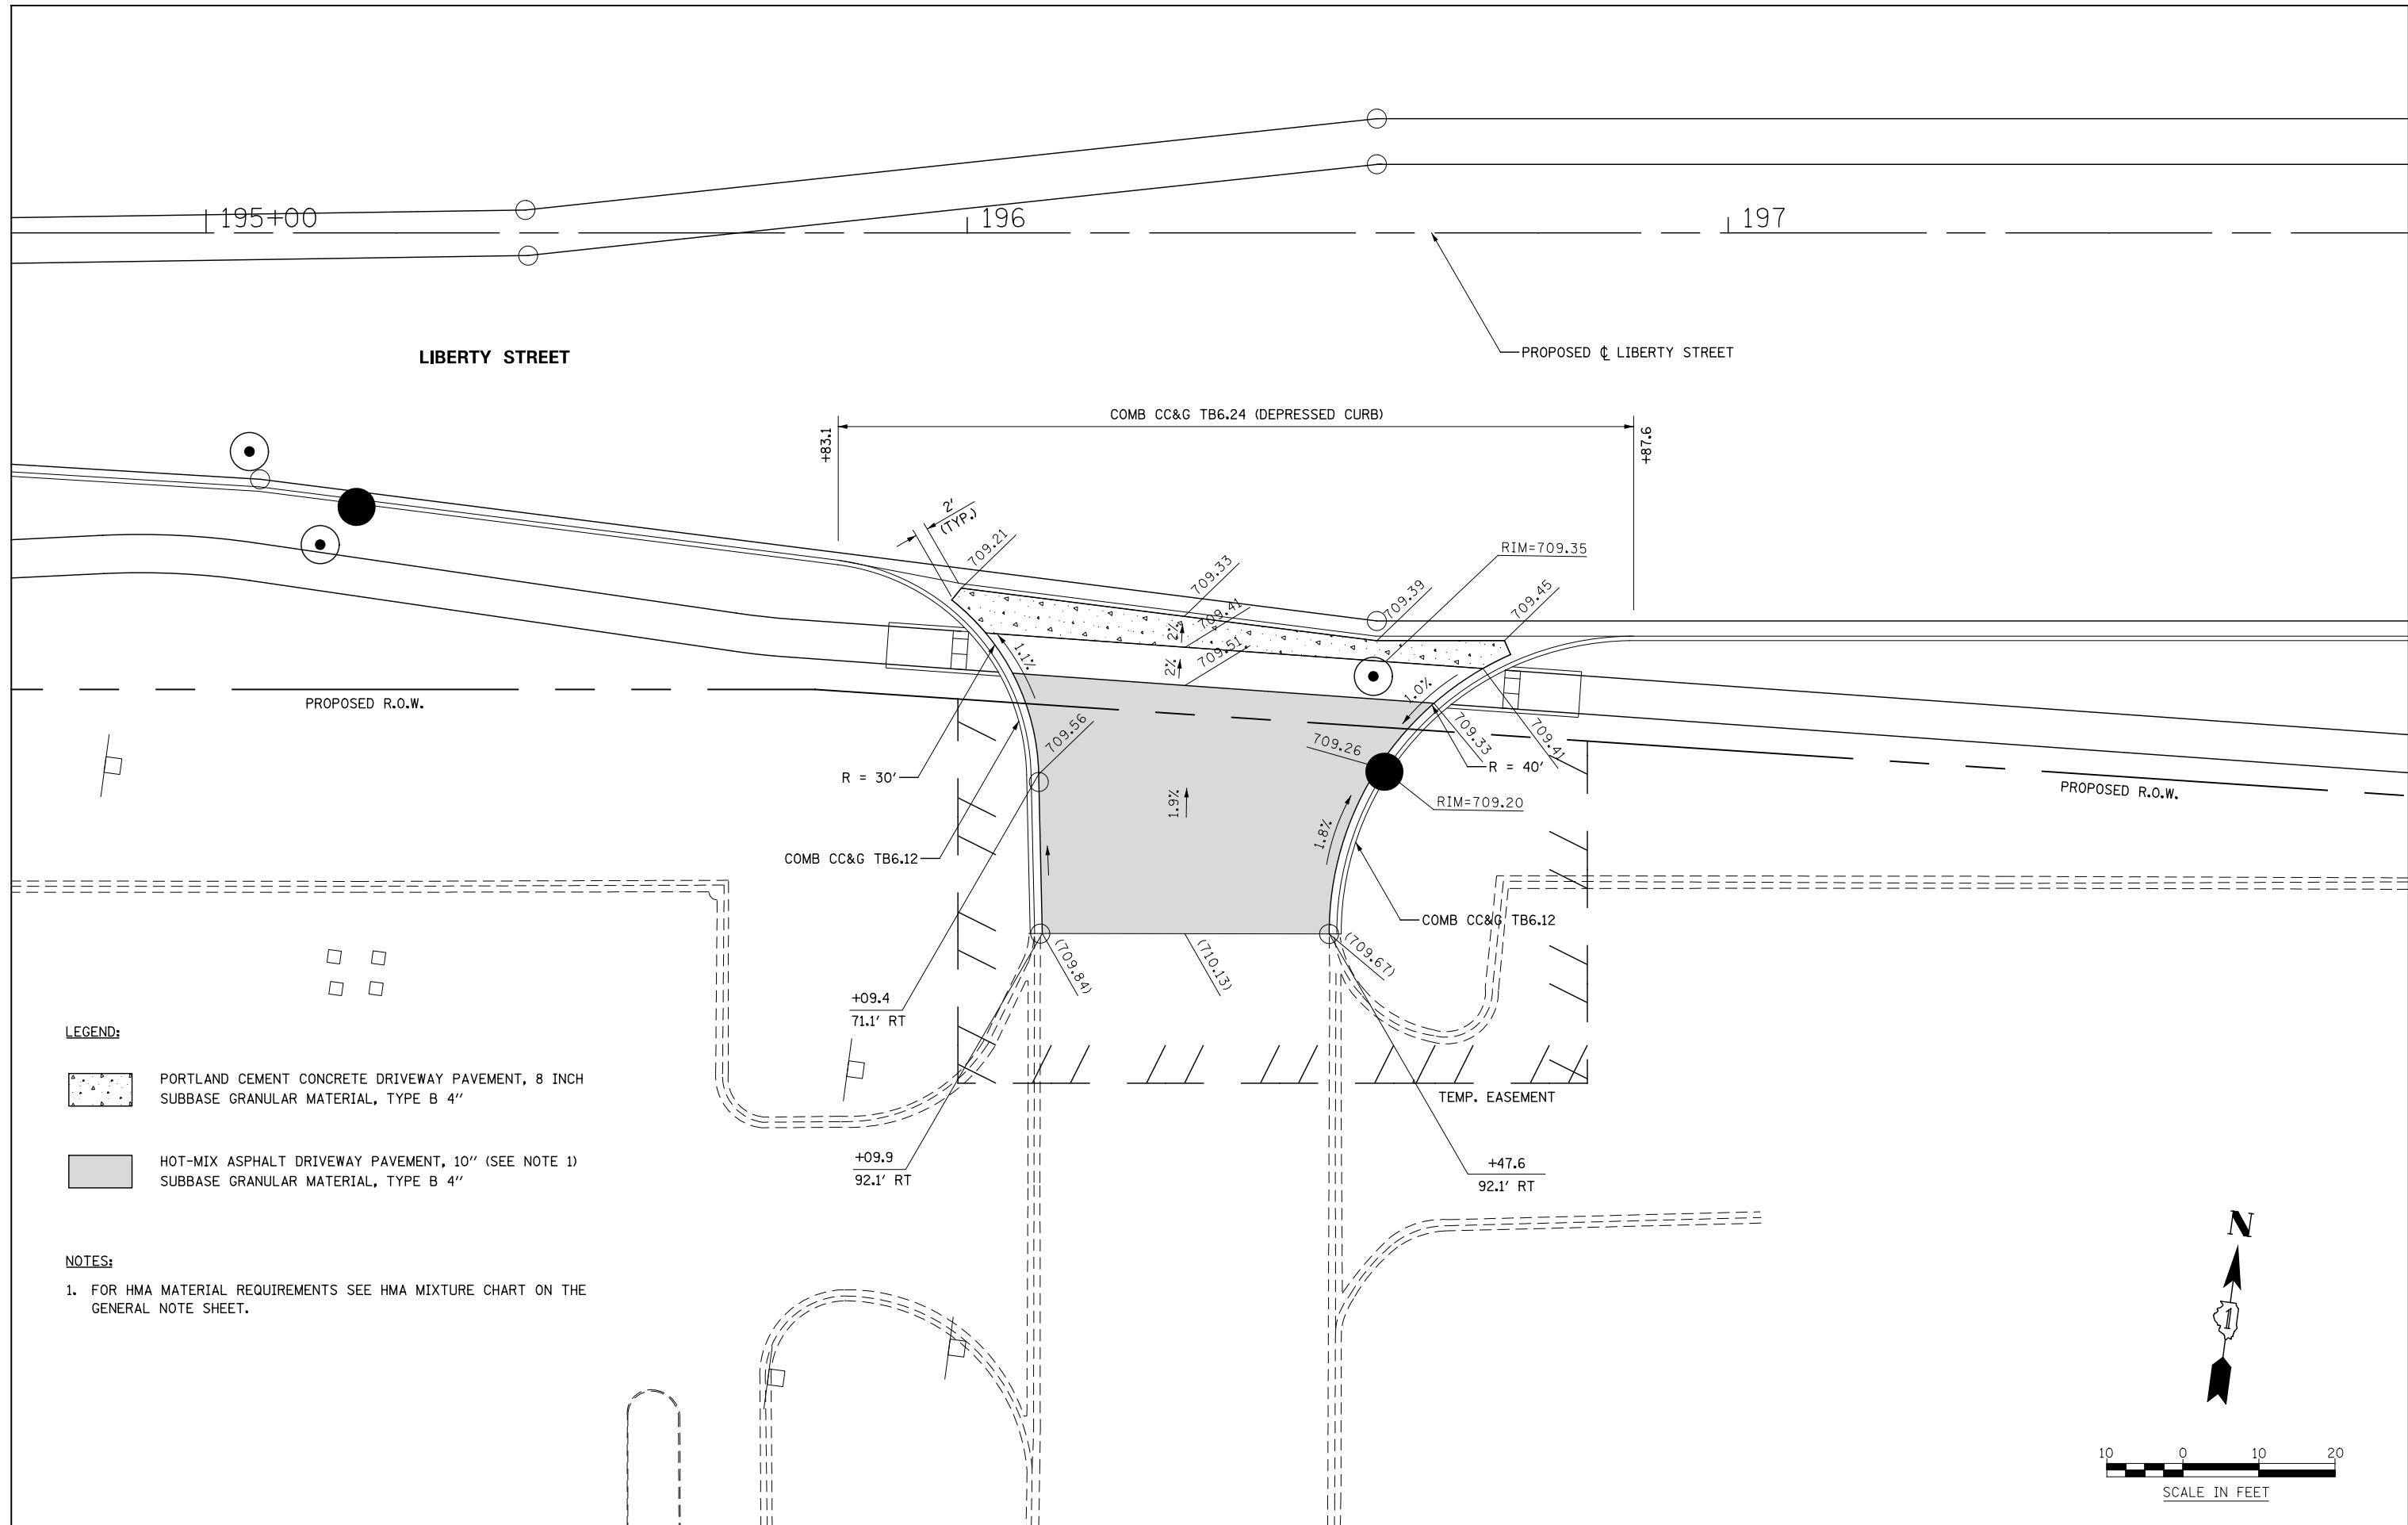 195+00
196
197
LIBERTY STREET
PROPOSED ℄ LIBERTY STREET
COMB CC&G TB6.24 (DEPRESSED CURB)
+83.1
+87.6
2'
(TYP.)
709.21
709.33
709.41
709.51
709.39
RIM=709.35
709.45
2%
2%
1.1%
1.0%
PROPOSED R.O.W.
709.56
709.26
709.33
709.41
R = 30'
R = 40'
RIM=709.20
PROPOSED R.O.W.
1.9%
1.8%
COMB CC&G TB6.12
COMB CC&G TB6.12
(709.84)
(710.13)
(709.67)
+09.4
71.1' RT
LEGEND:
PORTLAND CEMENT CONCRETE DRIVEWAY PAVEMENT, 8 INCH
SUBBASE GRANULAR MATERIAL, TYPE B 4"
TEMP. EASEMENT
HOT-MIX ASPHALT DRIVEWAY PAVEMENT, 10" (SEE NOTE 1)
SUBBASE GRANULAR MATERIAL, TYPE B 4"
+09.9
92.1' RT
+47.6
92.1' RT
NOTES:
1. FOR HMA MATERIAL REQUIREMENTS SEE HMA MIXTURE CHART ON THE
GENERAL NOTE SHEET.
N
1
10 0 10 20
SCALE IN FEET